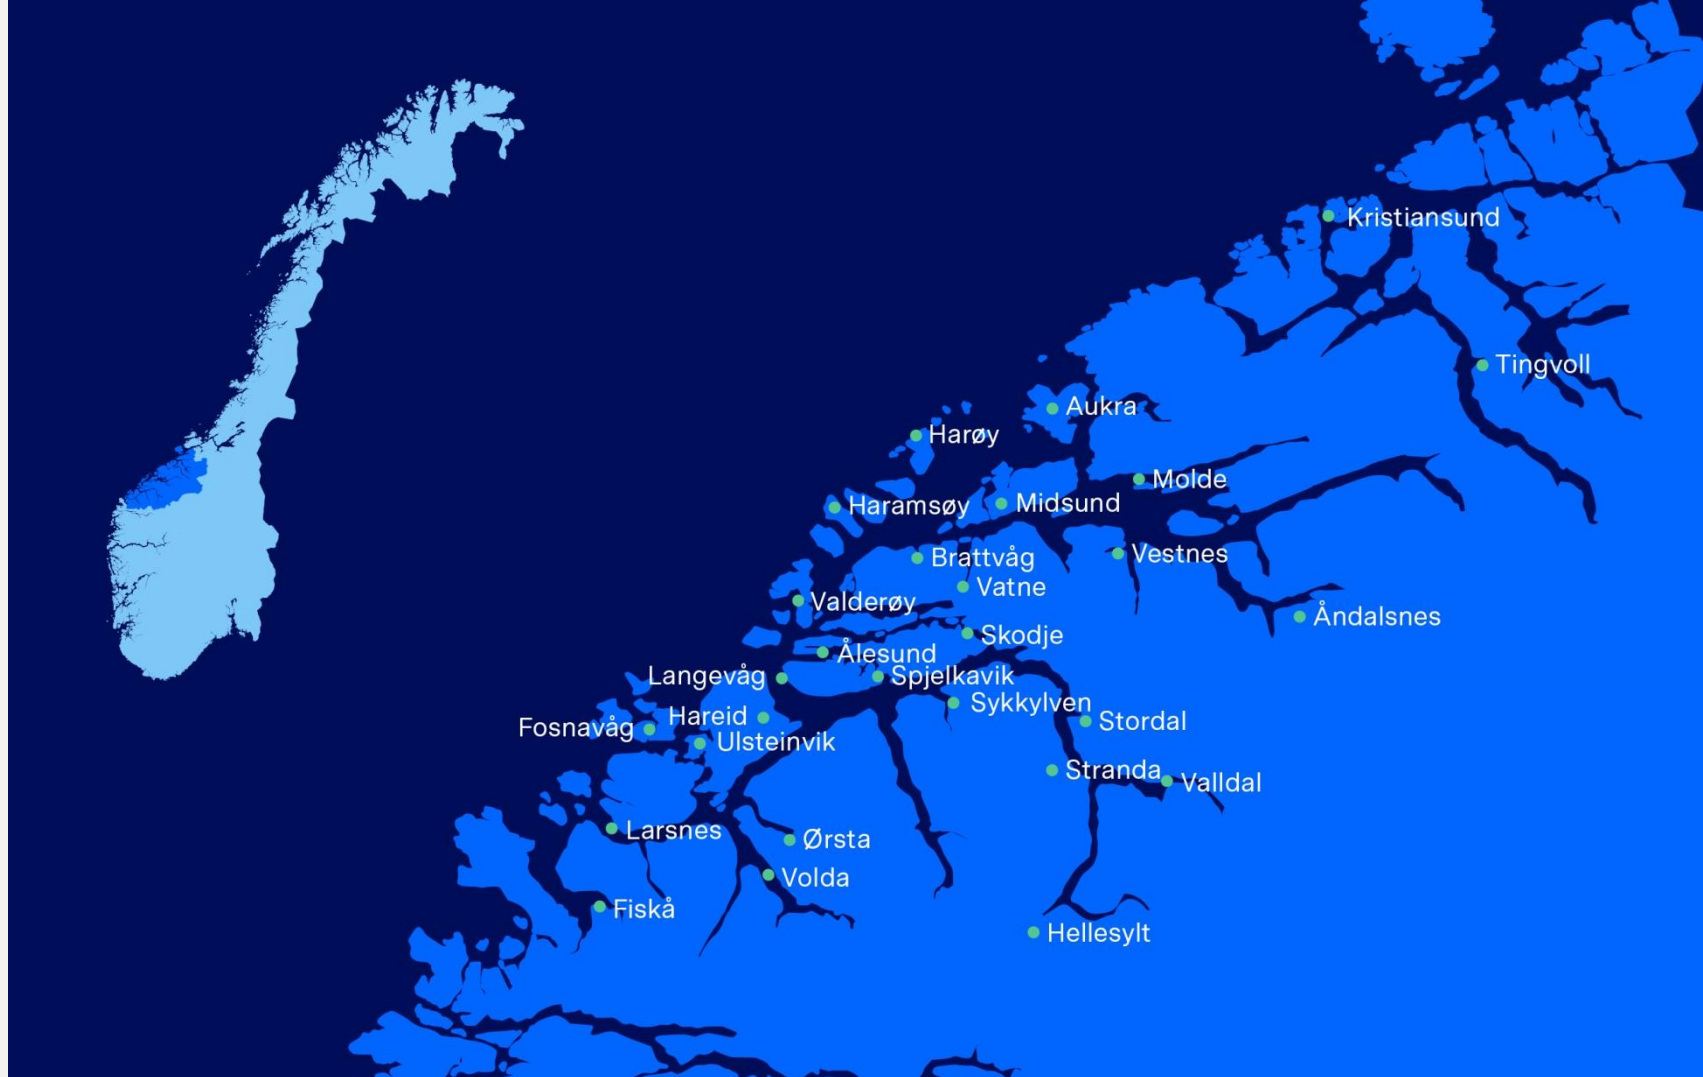 Kristiansund
Tingvoll
Aukra
Harøy
Molde
Midsund
Haramsøy
Vestnes
Brattvåg
Vatne
Valderøy
Åndalsnes
Skodje
Ålesund
Langevåg
Spjelkavik
Sykkylven
Hareid
Stordal
Fosnavåg
Ulsteinvik
Stranda
Valldal
Larsnes
Ørsta
Volda
Fiskå
Hellesylt